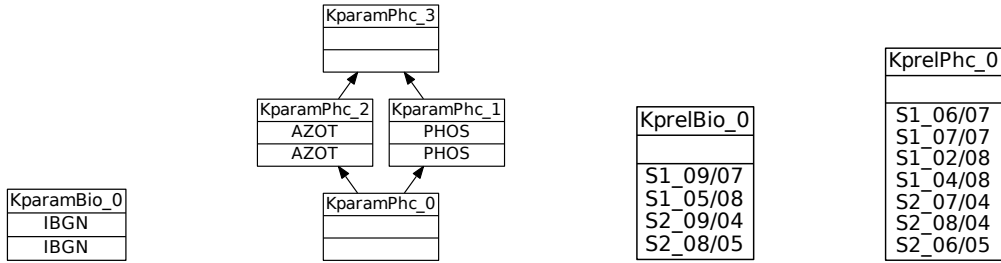 KparamBio_0
IBGN
IBGN
KparamPhc_3
KparamPhc_2
AZOT
AZOT
KparamPhc_1
PHOS
PHOS
KparamPhc_0
KprelBio_0
S1_09/07
S1_05/08
S2_09/04
S2_08/05
KprelPhc_0
S1_06/07
S1_07/07
S1_02/08
S1_04/08
S2_07/04
S2_08/04
S2_06/05